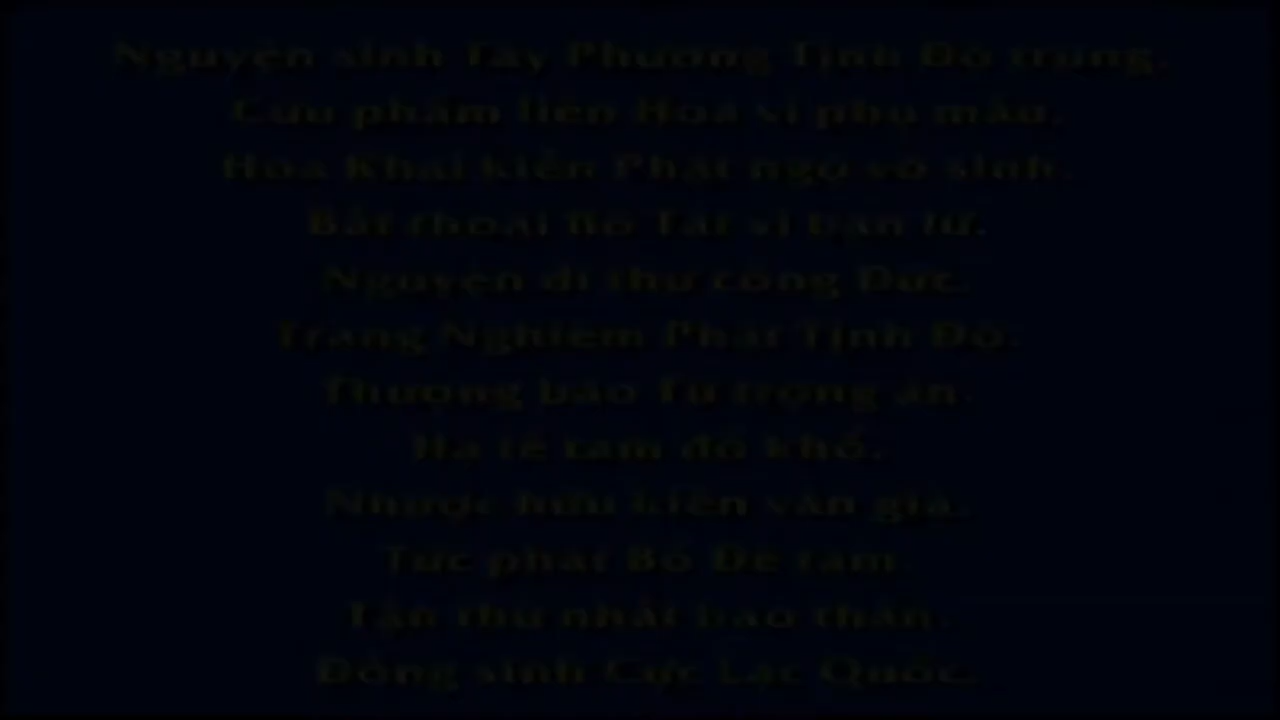 Nguyện sinh Tây Phương Tịnh Độ trung.
Cửu phẩm liên Hoa vi phụ mẫu.
Hoa Khai kiến Phật ngộ vô sinh.
Bất thoái Bồ Tát vi bạn lữ.
Nguyện dĩ thử công Đức.
Trang Nghiêm Phật Tịnh Độ.
Thượng báo Tứ trọng ân.
Hạ tế tam đồ khổ.
Nhược hữu kiến văn giả.
Tức phát Bồ Đề tâm.
Tận thử nhất báo thân.
Đồng sinh Cực Lạc Quốc.